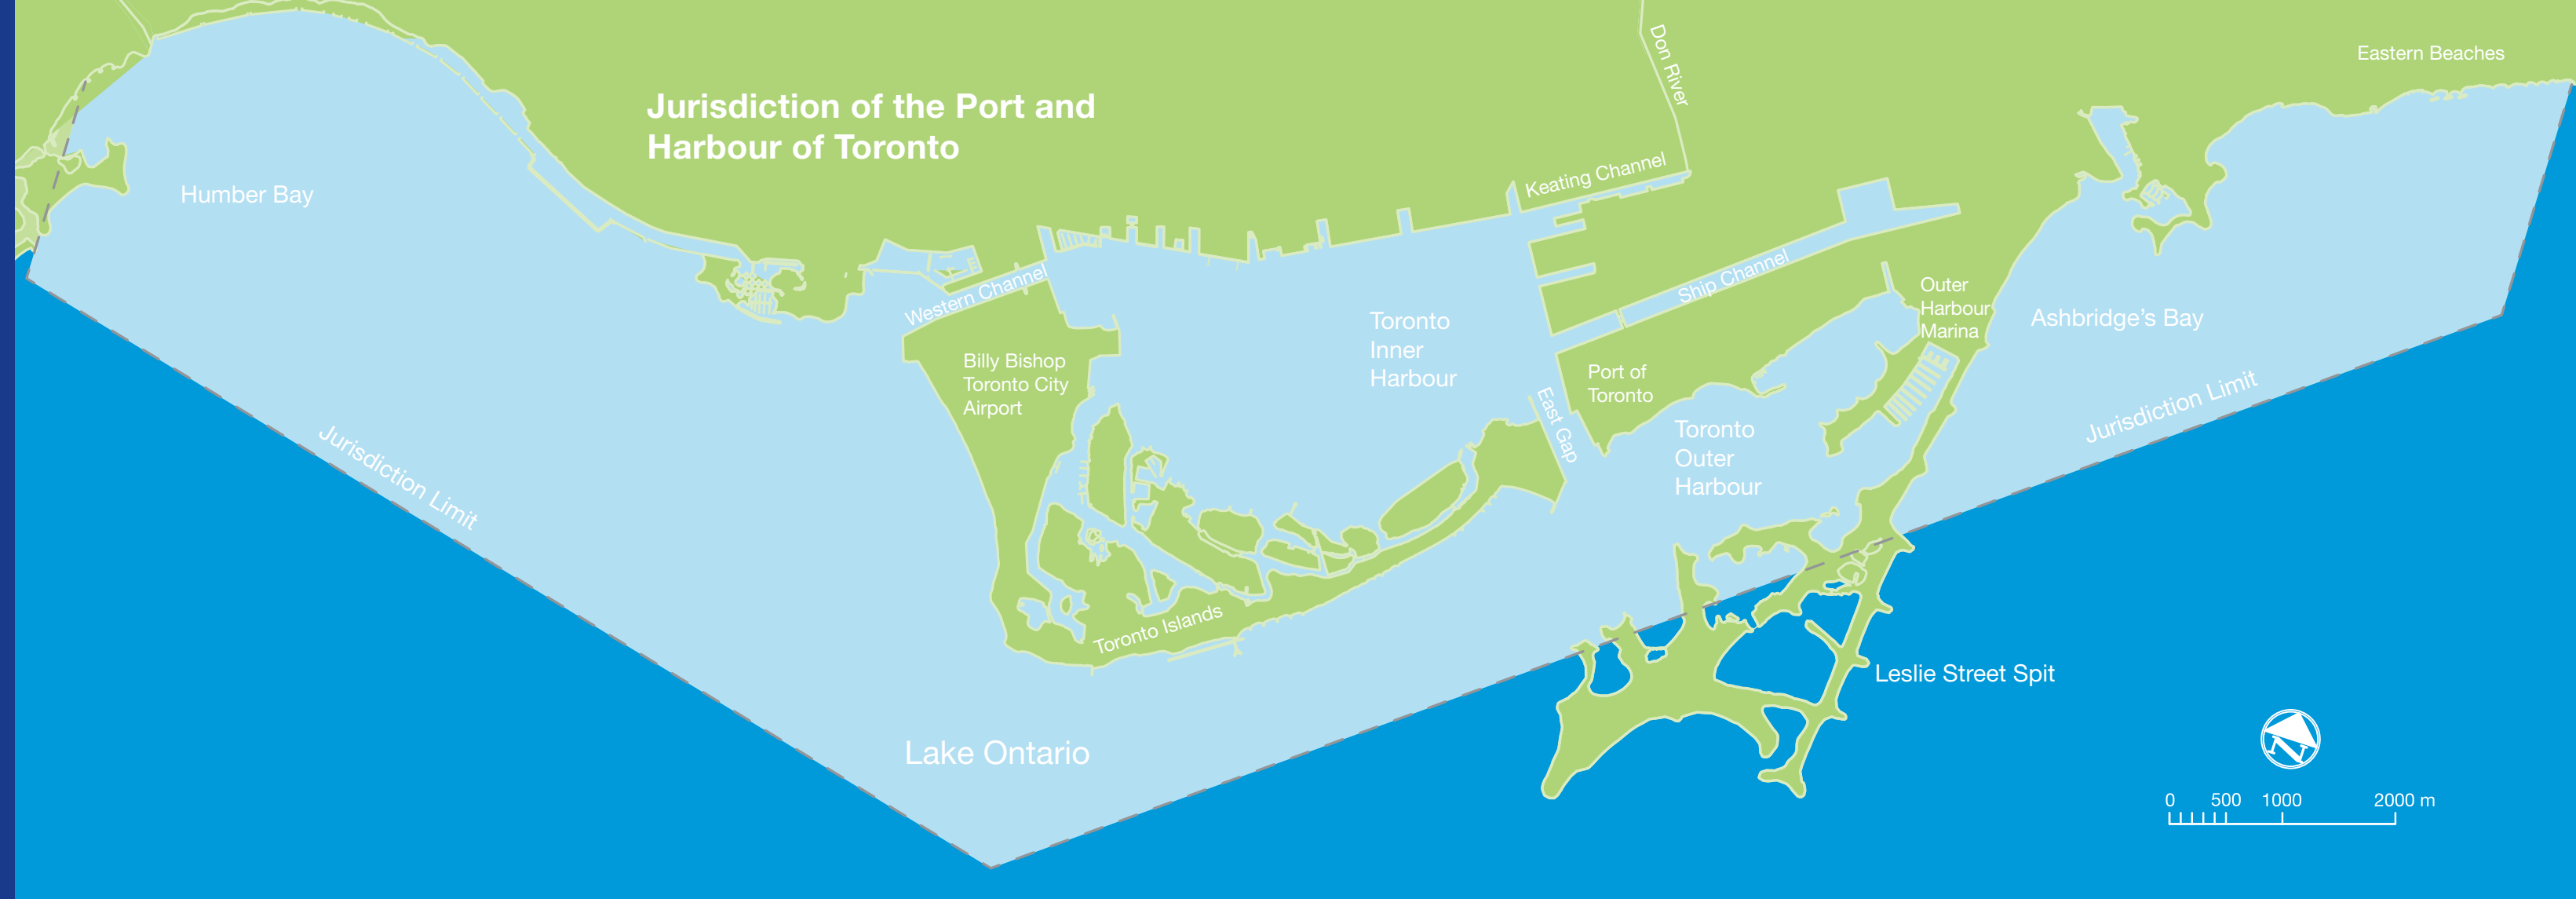 Jurisdiction of the Port and
Harbour of Toronto
Don River
Eastern Beaches
Humber Bay
Keating Channel
Western Channel
Ship Channel
Outer
Harbour
Marina
Ashbridge’s Bay
Toronto
Inner
Harbour
Billy Bishop
Toronto City
Airport
Port of
Toronto
East Gap
Toronto
Outer
Harbour
Jurisdiction Limit
Jurisdiction Limit
Toronto Islands
Leslie Street Spit
Lake Ontario
N
0 500 1000 2000 m